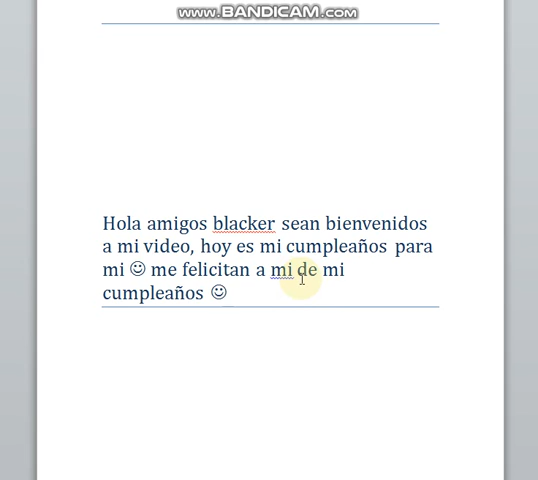 www.BANDICAM.com
Hola amigos blacker sean bienvenidos
a mi video, hoy es mi cumpleaños para
mi ☺ me felicitan a mi de mi
cumpleaños ☺